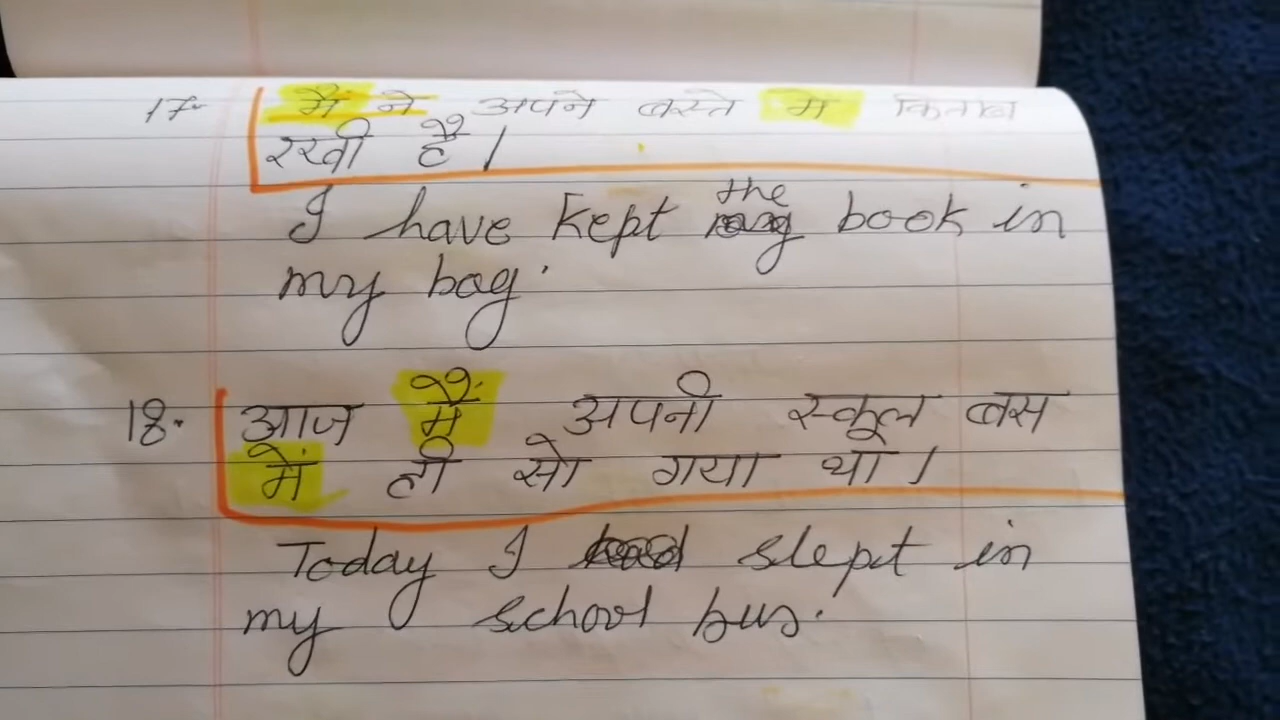 17. मैं ने अपने बस्ते में किताब
रखी है।
I have kept the book in
my bag.
18. आज मैं अपनी स्कूल बस
में ही सो गया था।
Today I slept in
my school bus.